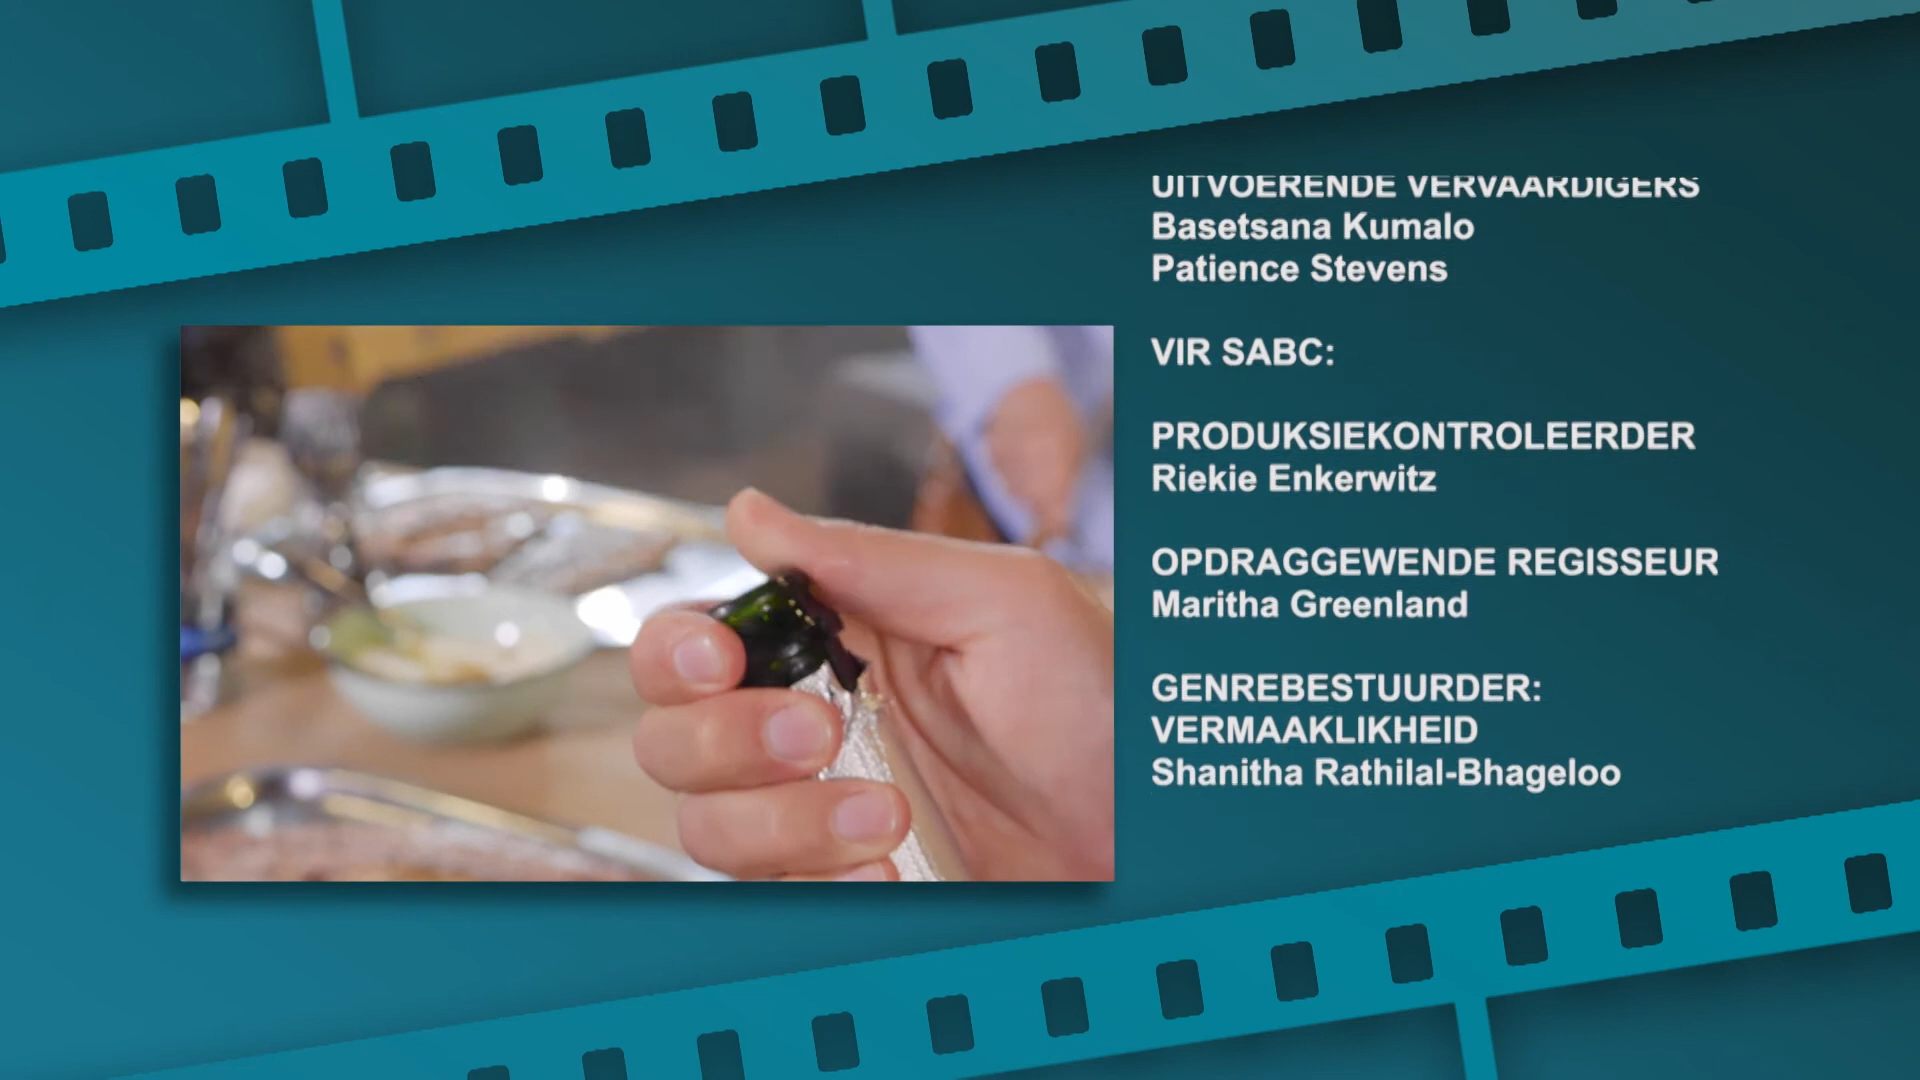 UITVOERENDE VERVAARDIGERS
Basetsana Kumalo
Patience Stevens
VIR SABC:
PRODUKSIEKONTROLEERDER
Riekie Enkerwitz
OPDRAGGEWENDE REGISSEUR
Maritha Greenland
GENREBESTUURDER:
VERMAAKLIKHEID
Shanitha Rathilal-Bhageloo